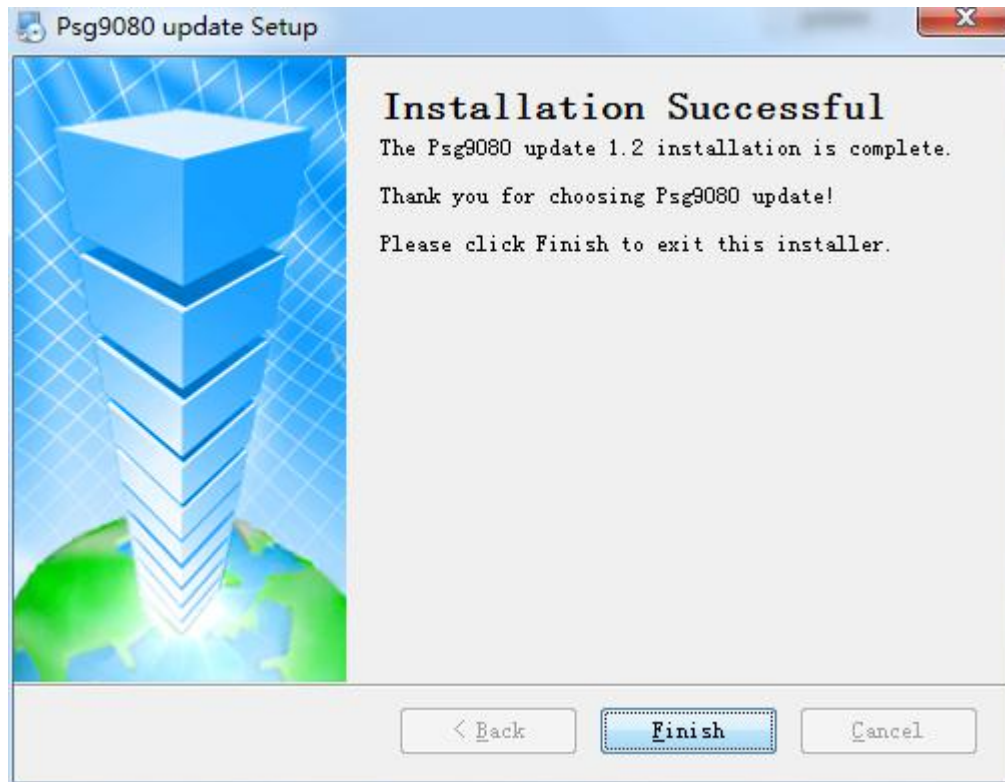 Psg9080 update Setup
Installation Successful
The Psg9080 update 1.2 installation is complete.
Thank you for choosing Psg9080 update!
Please click Finish to exit this installer.
< Back
Finish
Cancel